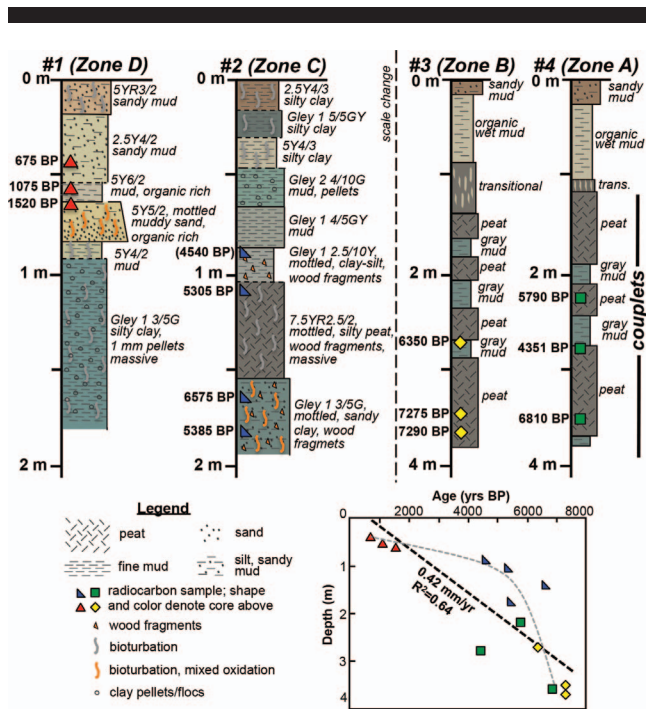 #1 (Zone D)
0 m
5YR3/2
sandy mud
2.5Y4/2
sandy mud
675 BP
5Y6/2
mud, organic rich
1075 BP
1520 BP
5Y5/2, mottled
muddy sand,
organic rich
5Y4/2
mud
1 m
Gley 1 3/5G
silty clay,
1 mm pellets
massive
2 m
#2 (Zone C)
0 m
2.5Y4/3
silty clay
Gley 1 5/5GY
silty clay
5Y4/3
silty clay
Gley 2 4/10G
mud, pellets
Gley 1 4/5GY
mud
(4540 BP)
Gley 1 2.5/10Y,
mottled, clay-silt,
wood fragments
1 m
5305 BP
7.5YR2.5/2,
mottled, silty peat,
wood fragments,
massive
6575 BP
Gley 1 3/5G,
mottled, sandy
clay, wood
fragmets
5385 BP
2 m
scale change
#3 (Zone B)
0 m
sandy
mud
organic
wet mud
transitional
peat
gray
mud
2 m
peat
gray
mud
peat
6350 BP
gray
mud
peat
7275 BP
7290 BP
4 m
#4 (Zone A)
0 m
sandy
mud
organic
wet mud
trans.
peat
2 m
gray
mud
5790 BP
peat
gray
mud
4351 BP
peat
6810 BP
4 m
couplets
Legend
peat
sand
fine mud
silt, sandy
mud
radiocarbon sample; shape
and color denote core above
wood fragments
bioturbation
bioturbation, mixed oxidation
clay pellets/flocs
Age (yrs BP)
0 2000 4000 6000 8000
Depth (m)
0
1
2
3
4
0.42 mm/yr
R²=0.64